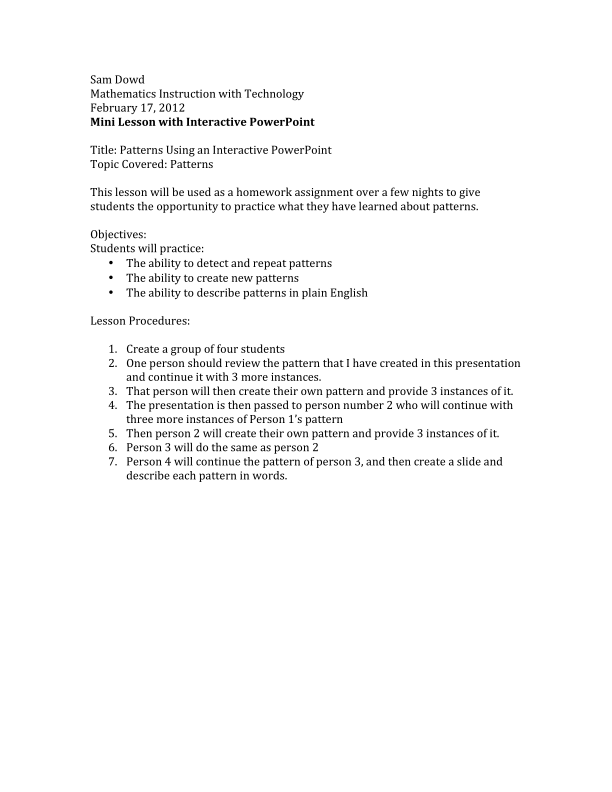 Sam Dowd
Mathematics Instruction with Technology
February 17, 2012
Mini Lesson with Interactive PowerPoint
Title: Patterns Using an Interactive PowerPoint
Topic Covered: Patterns
This lesson will be used as a homework assignment over a few nights to give
students the opportunity to practice what they have learned about patterns.
Objectives:
Students will practice:
• The ability to detect and repeat patterns
• The ability to create new patterns
• The ability to describe patterns in plain English
Lesson Procedures:
1. Create a group of four students
2. One person should review the pattern that I have created in this presentation
and continue it with 3 more instances.
3. That person will then create their own pattern and provide 3 instances of it.
4. The presentation is then passed to person number 2 who will continue with
three more instances of Person 1’s pattern
5. Then person 2 will create their own pattern and provide 3 instances of it.
6. Person 3 will do the same as person 2
7. Person 4 will continue the pattern of person 3, and then create a slide and
describe each pattern in words.